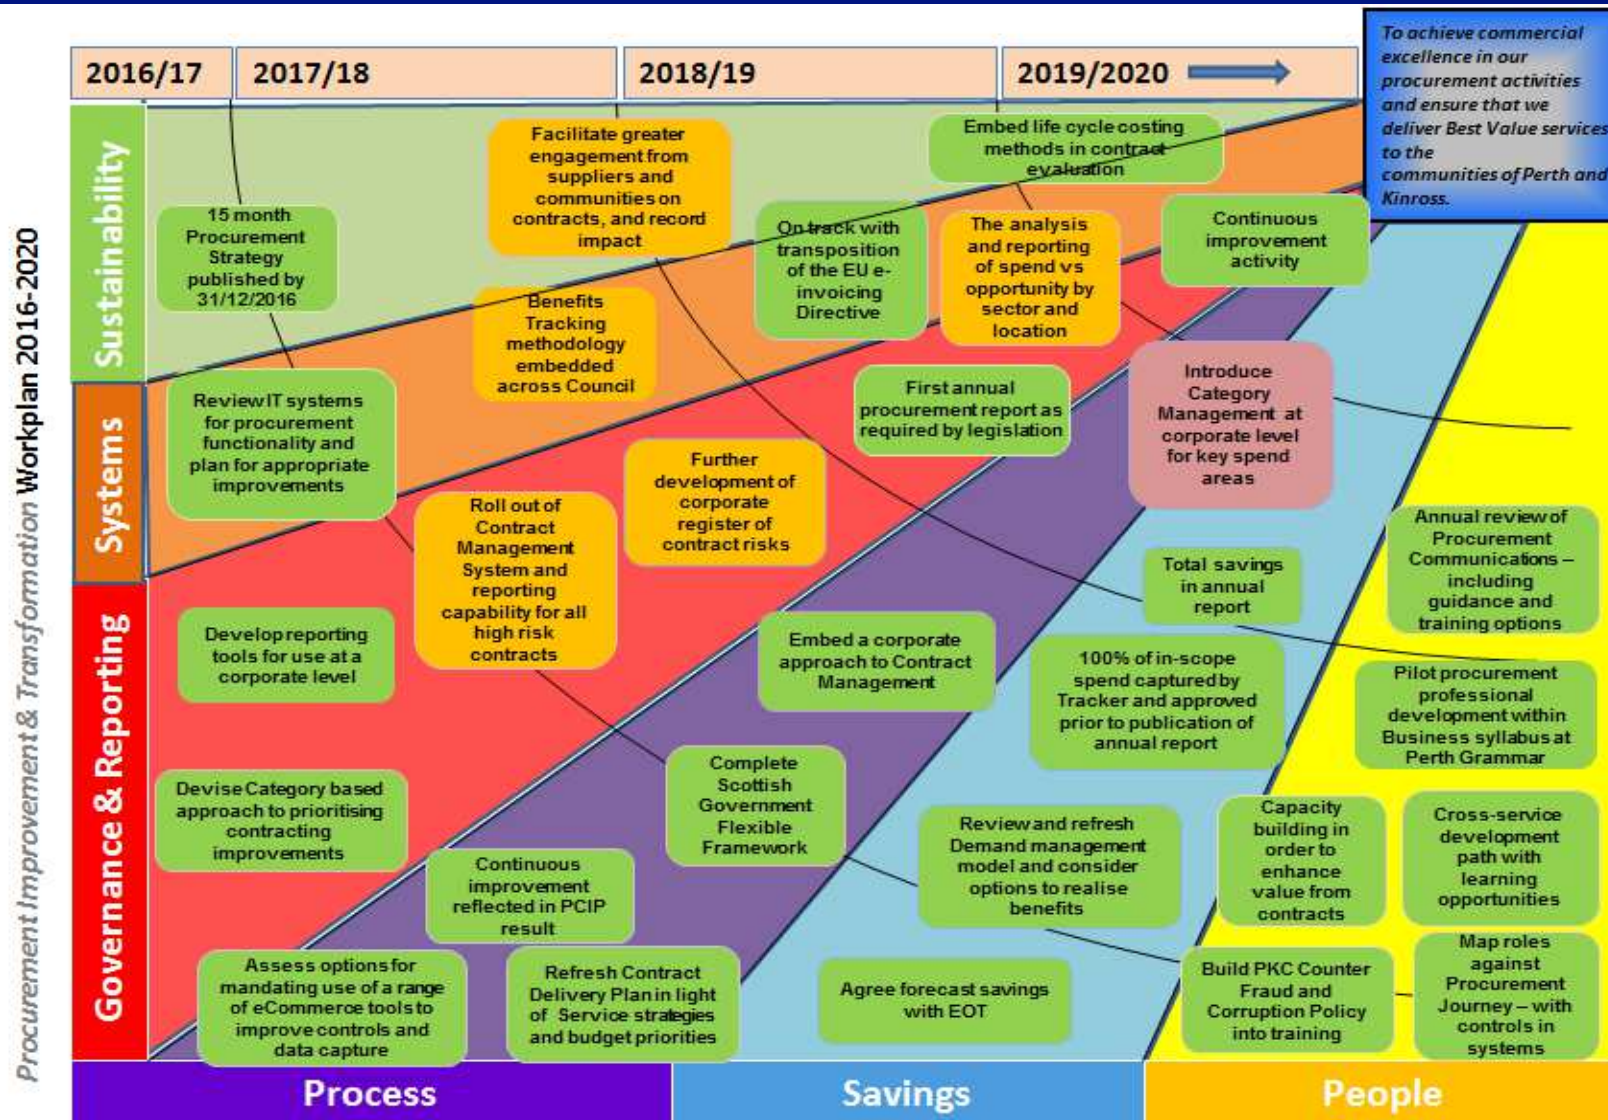 2016/17
2017/18
2018/19
2019/2020
To achieve commercial
excellence in our
procurement activities
and ensure that we
deliver Best Value services
to the
communities of Perth and
Kinross.
Procurement Improvement & Transformation Workplan 2016-2020
Sustainability
Systems
Governance & Reporting
15 month
Procurement
Strategy
published by
31/12/2016
Facilitate greater
engagement from
suppliers and
communities on
contracts, and record
impact
Embed life cycle costing
methods in contract
evaluation
On track with
transposition
of the EU e-
invoicing
Directive
The analysis
and reporting
of spend vs
opportunity by
sector and
location
Continuous
improvement
activity
Benefits
Tracking
methodology
embedded
across Council
Review IT systems
for procurement
functionality and
plan for appropriate
improvements
First annual
procurement report as
required by legislation
Introduce
Category
Management at
corporate level
for key spend
areas
Further
development of
corporate
register of
contract risks
Roll out of
Contract
Management
System and
reporting
capability for all
high risk
contracts
Annual review of
Procurement
Communications –
including
guidance and
training options
Total savings
in annual
report
Develop reporting
tools for use at a
corporate level
Embed a corporate
approach to Contract
Management
100% of in-scope
spend captured by
Tracker and approved
prior to publication of
annual report
Pilot procurement
professional
development within
Business syllabus at
Perth Grammar
Devise Category based
approach to prioritising
contracting
improvements
Complete
Scottish
Government
Flexible
Framework
Review and refresh
Demand management
model and consider
options to realise
benefits
Capacity
building in
order to
enhance
value from
contracts
Cross-service
development
path with
learning
opportunities
Continuous
improvement
reflected in PCIP
result
Assess options for
mandating use of a range
of eCommerce tools to
improve controls and
data capture
Refresh Contract
Delivery Plan in light
of Service strategies
and budget priorities
Agree forecast savings
with EOT
Build PKC Counter
Fraud and
Corruption Policy
into training
Map roles
against
Procurement
Journey – with
controls in
systems
Process
Savings
People